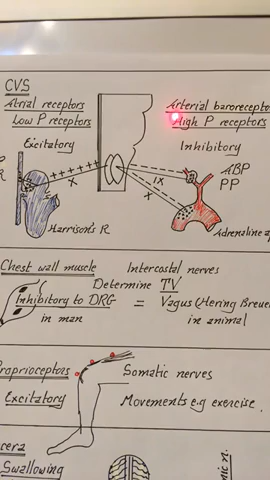 CVS
Atrial receptors
Low P receptors
Excitatory
Arterial baroreceptor
High P receptors
Inhibitory
ABP
PP
IX
X
X
Harrison's R
Adrenaline
Chest wall muscle Intercostal nerves
Determine TV
Inhibitory to DRG = Vagus (Hering Breuer
in man in animal
Proprioceptors Somatic nerves
Excitatory Movements e.g exercise.
Swallowing